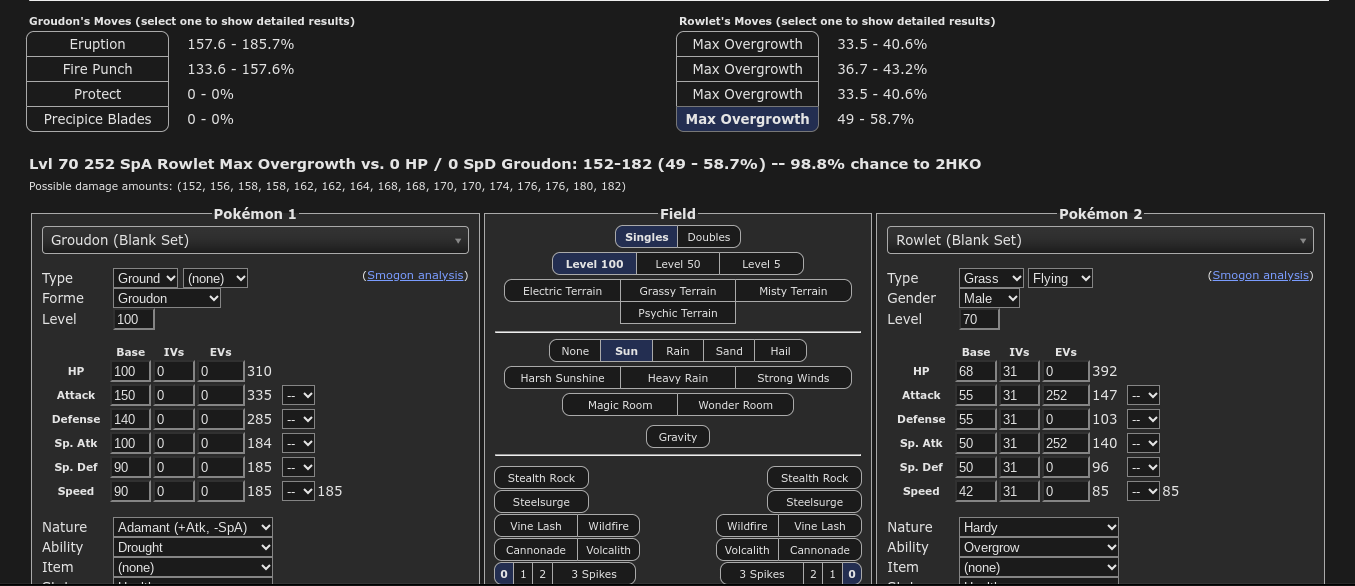 Groudon's Moves (select one to show detailed results)
Eruption 157.6 - 185.7%
Fire Punch 133.6 - 157.6%
Protect 0 - 0%
Precipice Blades 0 - 0%
Rowlet's Moves (select one to show detailed results)
Max Overgrowth 33.5 - 40.6%
Max Overgrowth 36.7 - 43.2%
Max Overgrowth 33.5 - 40.6%
Max Overgrowth 49 - 58.7%
Lvl 70 252 SpA Rowlet Max Overgrowth vs. 0 HP / 0 SpD Groudon: 152-182 (49 - 58.7%) -- 98.8% chance to 2HKO
Possible damage amounts: (152, 156, 158, 158, 162, 162, 164, 168, 168, 170, 170, 174, 176, 176, 180, 182)
Pokémon 1
Groudon (Blank Set)
Type Ground (none) (Smogon analysis)
Forme Groudon
Level 100
Base IVs EVs
HP 100 0 0 310
Attack 150 0 0 335 --
Defense 140 0 0 285 --
Sp. Atk 100 0 0 184 --
Sp. Def 90 0 0 185 --
Speed 90 0 0 185 -- 185
Nature Adamant (+Atk, -SpA)
Ability Drought
Item (none)
Field
Singles Doubles
Level 100 Level 50 Level 5
Electric Terrain Grassy Terrain Misty Terrain
Psychic Terrain
None Sun Rain Sand Hail
Harsh Sunshine Heavy Rain Strong Winds
Magic Room Wonder Room
Gravity
Stealth Rock Stealth Rock
Steelsurge Steelsurge
Vine Lash Wildfire Wildfire Vine Lash
Cannonade Volcalith Volcalith Cannonade
0 1 2 3 Spikes 3 Spikes 2 1 0
Pokémon 2
Rowlet (Blank Set)
Type Grass Flying (Smogon analysis)
Gender Male
Level 70
Base IVs EVs
HP 68 31 0 392
Attack 55 31 252 147 --
Defense 55 31 0 103 --
Sp. Atk 50 31 252 140 --
Sp. Def 50 31 0 96 --
Speed 42 31 0 85 -- 85
Nature Hardy
Ability Overgrow
Item (none)